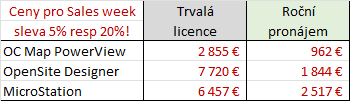 Ceny pro Sales week
sleva 5% resp 20%!
Trvalá
licence
Roční
pronájem
OC Map PowerView 2 855 € 962 €
OpenSite Designer 7 720 € 1 844 €
MicroStation 6 457 € 2 517 €